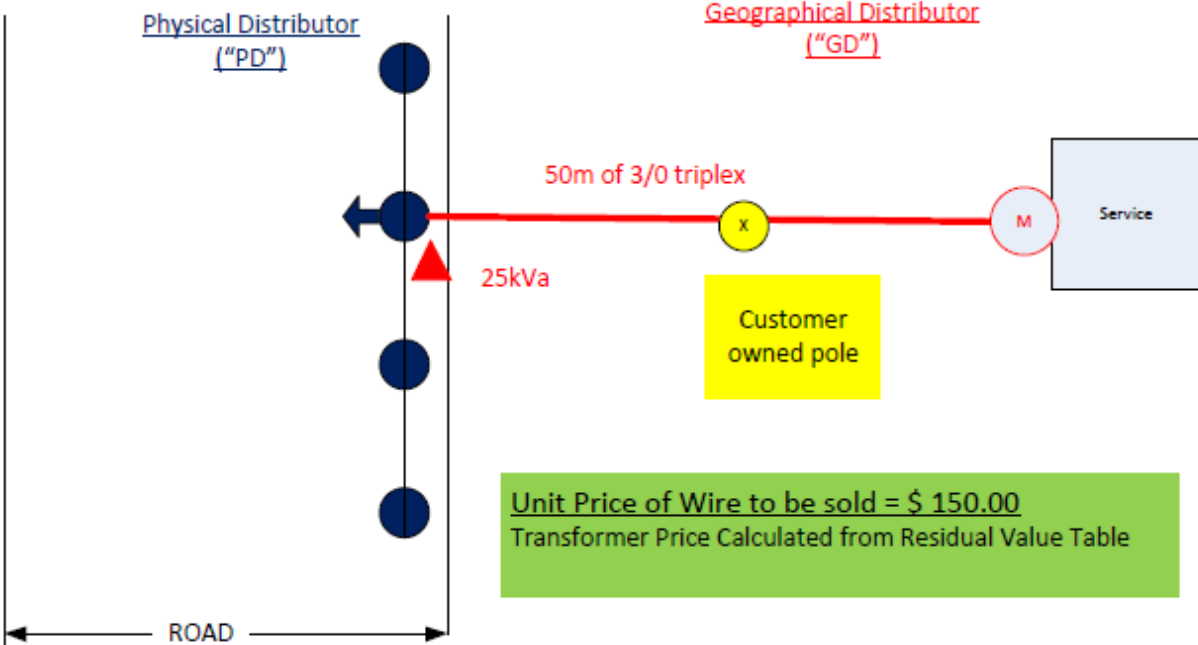 Physical Distributor
(“PD”)
Geographical Distributor
(“GD”)
50m of 3/0 triplex
X
M
Service
25kVa
Customer
owned pole
Unit Price of Wire to be sold = $ 150.00
Transformer Price Calculated from Residual Value Table
ROAD